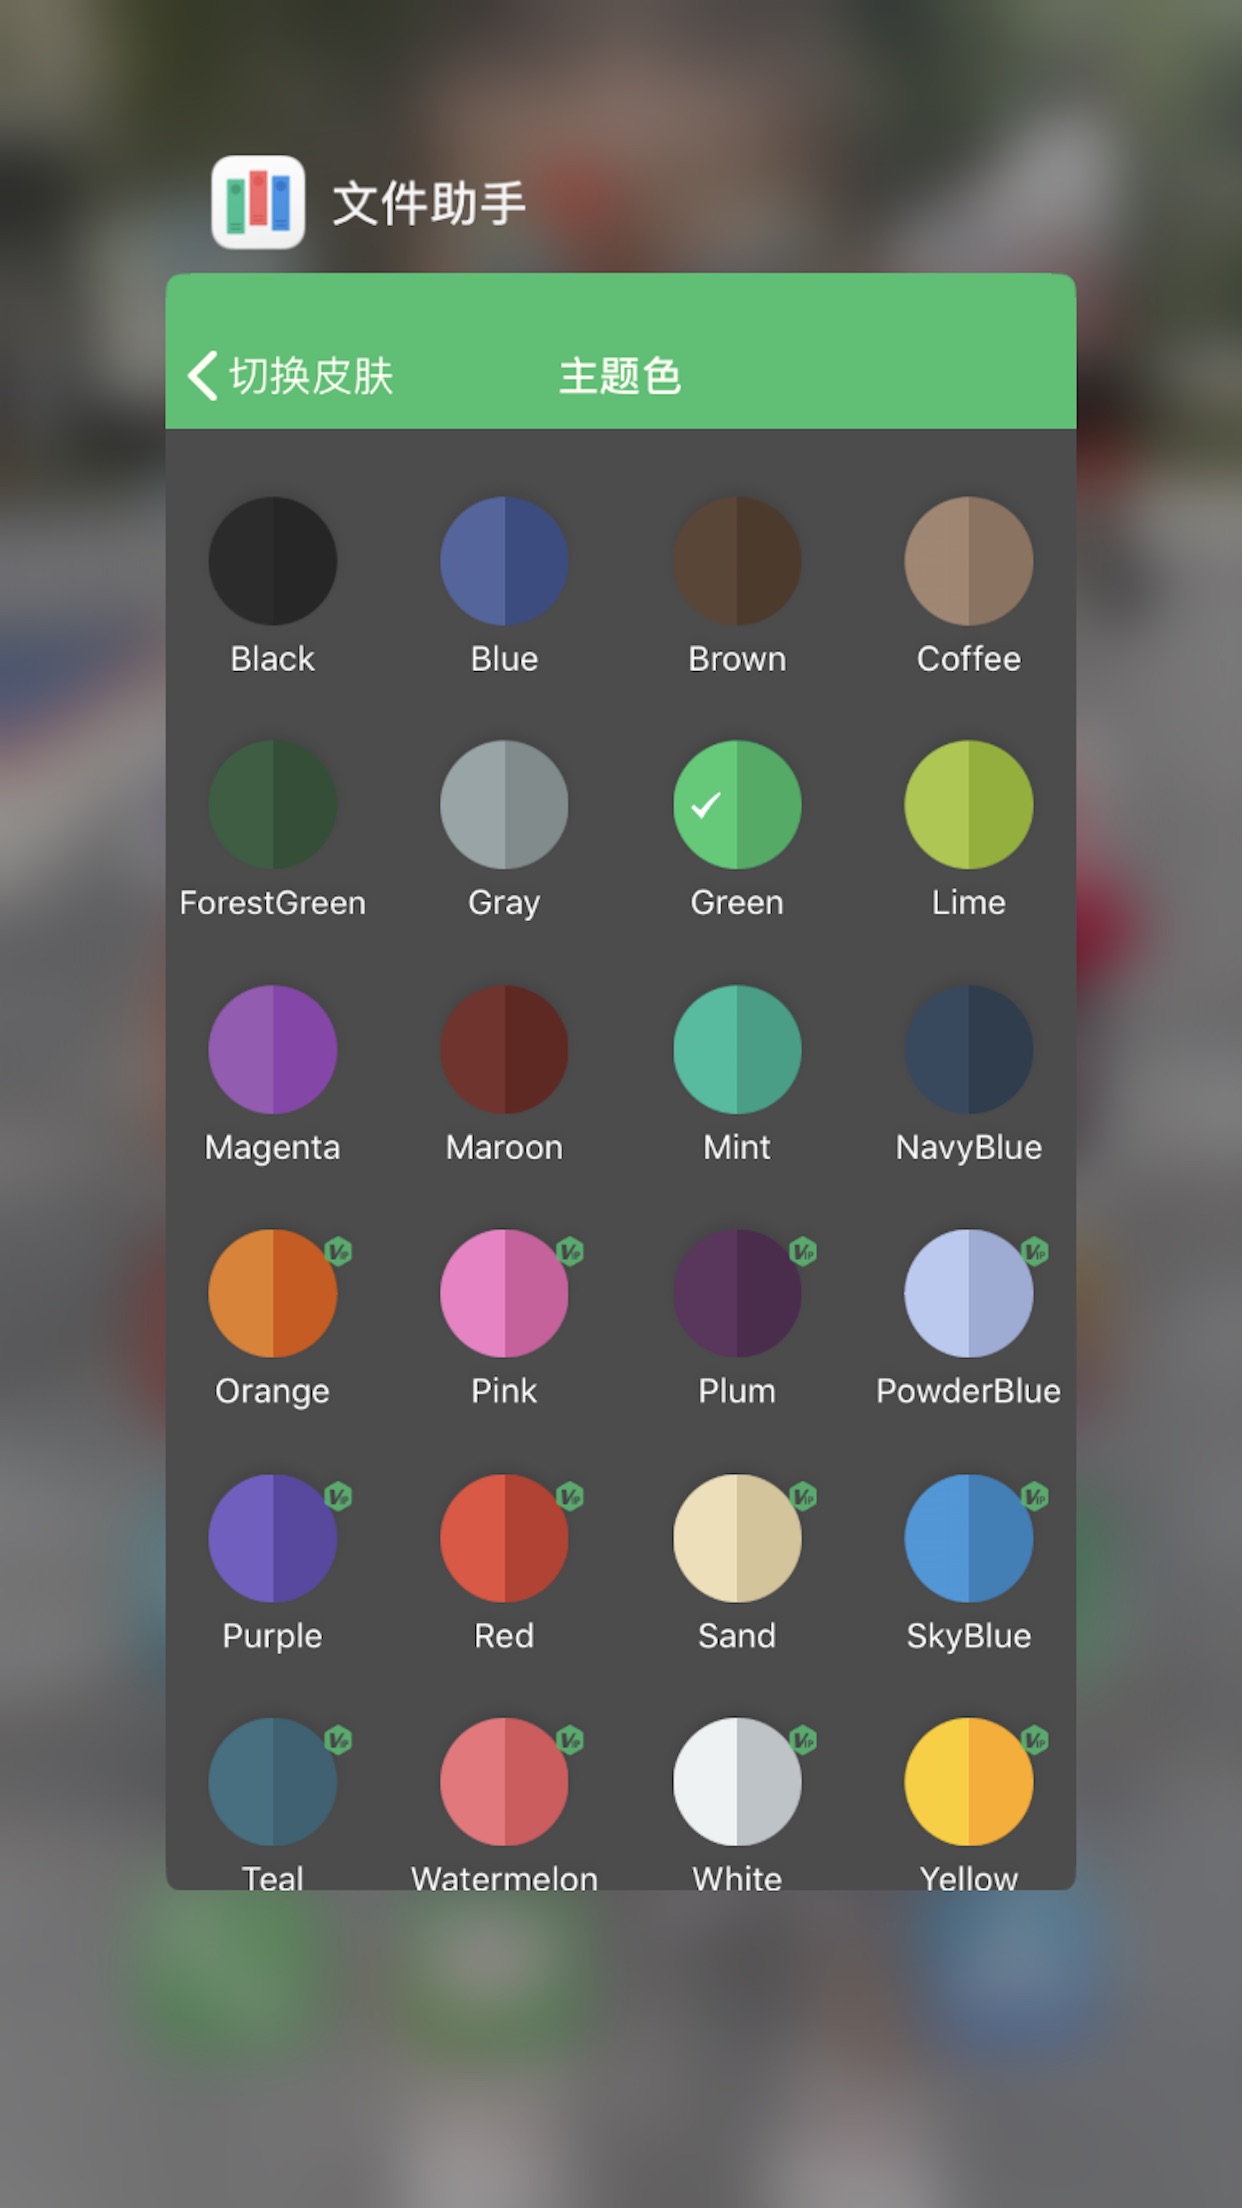 文件助手
切换皮肤 主题色
Black Blue Brown Coffee
ForestGreen Gray Green Lime
Magenta Maroon Mint NavyBlue
VIP VIP VIP VIP
Orange Pink Plum PowderBlue
VIP VIP VIP VIP
Purple Red Sand SkyBlue
VIP VIP VIP VIP
Teal Watermelon White Yellow